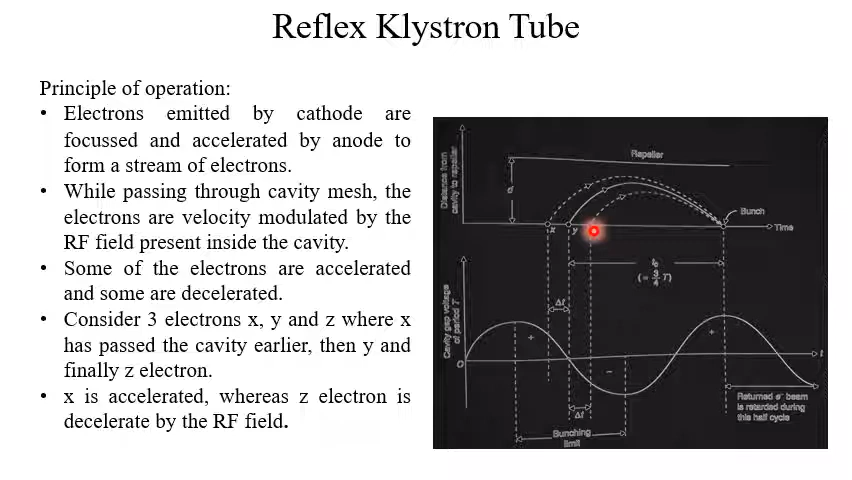 Reflex Klystron Tube
Principle of operation:
• Electrons emitted by cathode are
focussed and accelerated by anode to
form a stream of electrons.
• While passing through cavity mesh, the
electrons are velocity modulated by the
RF field present inside the cavity.
• Some of the electrons are accelerated
and some are decelerated.
• Consider 3 electrons x, y and z where x
has passed the cavity earlier, then y and
finally z electron.
• x is accelerated, whereas z electron is
decelerate by the RF field.
Distance from
cavity to repeller
Repeller
d
Bunch
x
y
Time
t₀
(= 3/4 T)
Δt
Cavity gap voltage
of period T
+
+
O
t
−
Δt
Bunching
limit
Returned e⁻ beam
is retarded during
this half cycle